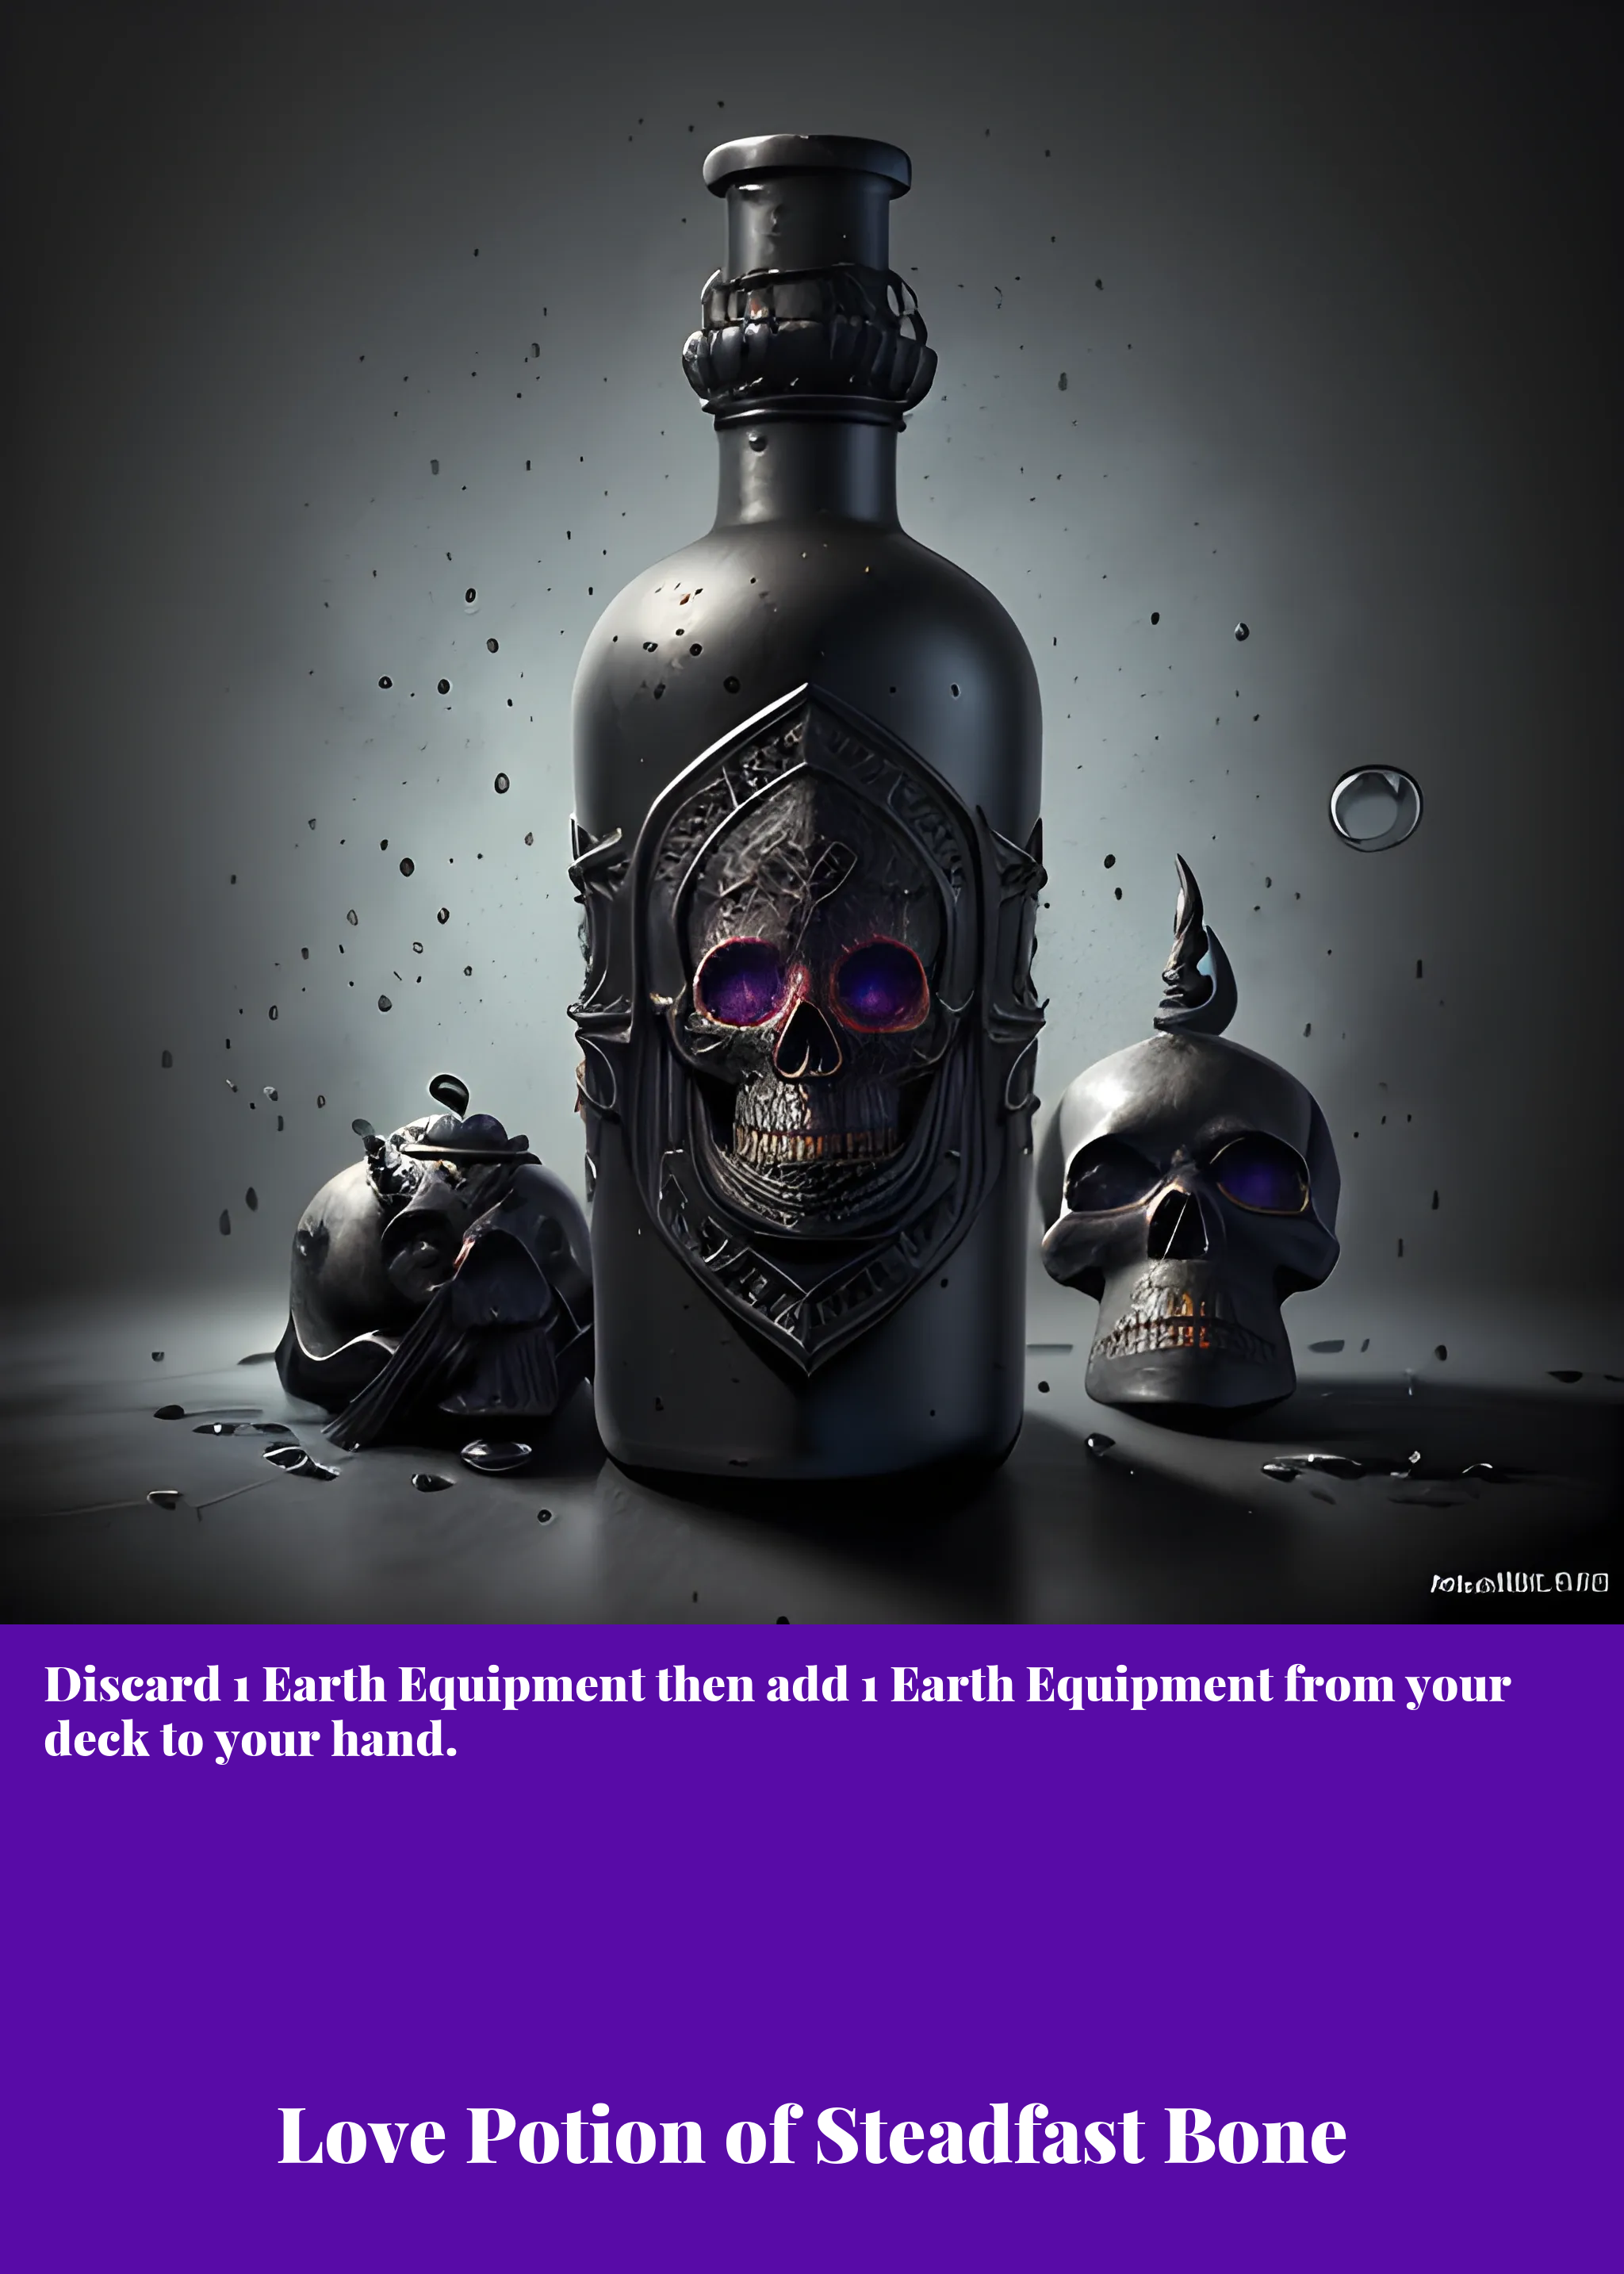 Discard 1 Earth Equipment then add 1 Earth Equipment from your
deck to your hand.
Love Potion of Steadfast Bone